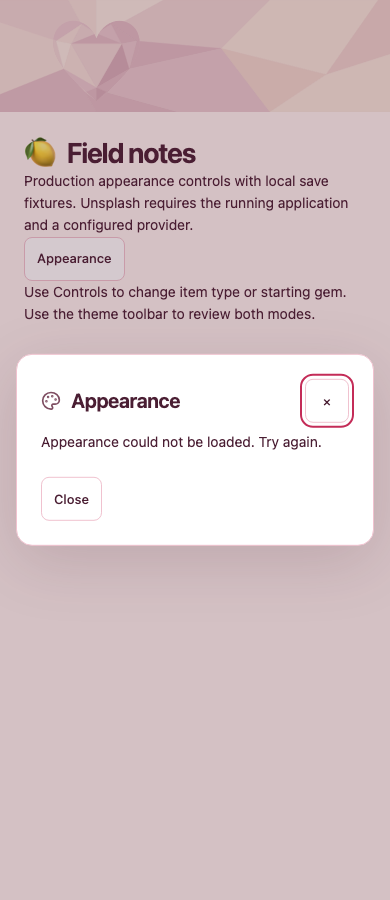 Field notes
Production appearance controls with local save
fixtures. Unsplash requires the running application
and a configured provider.
Appearance
Use Controls to change item type or starting gem.
Use the theme toolbar to review both modes.
Appearance
×
Appearance could not be loaded. Try again.
Close